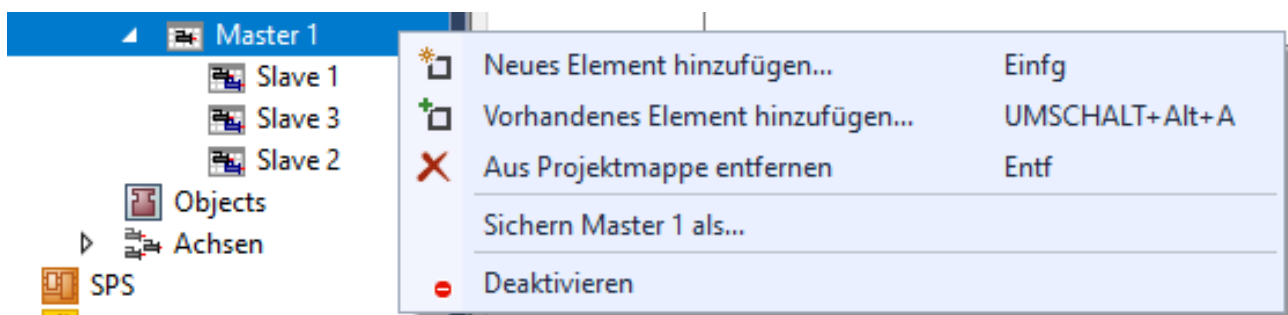 Master 1
Slave 1
Slave 3
Slave 2
Objects
Achsen
SPS
Neues Element hinzufügen... Einfg
Vorhandenes Element hinzufügen... UMSCHALT+Alt+A
Aus Projektmappe entfernen Entf
Sichern Master 1 als...
Deaktivieren